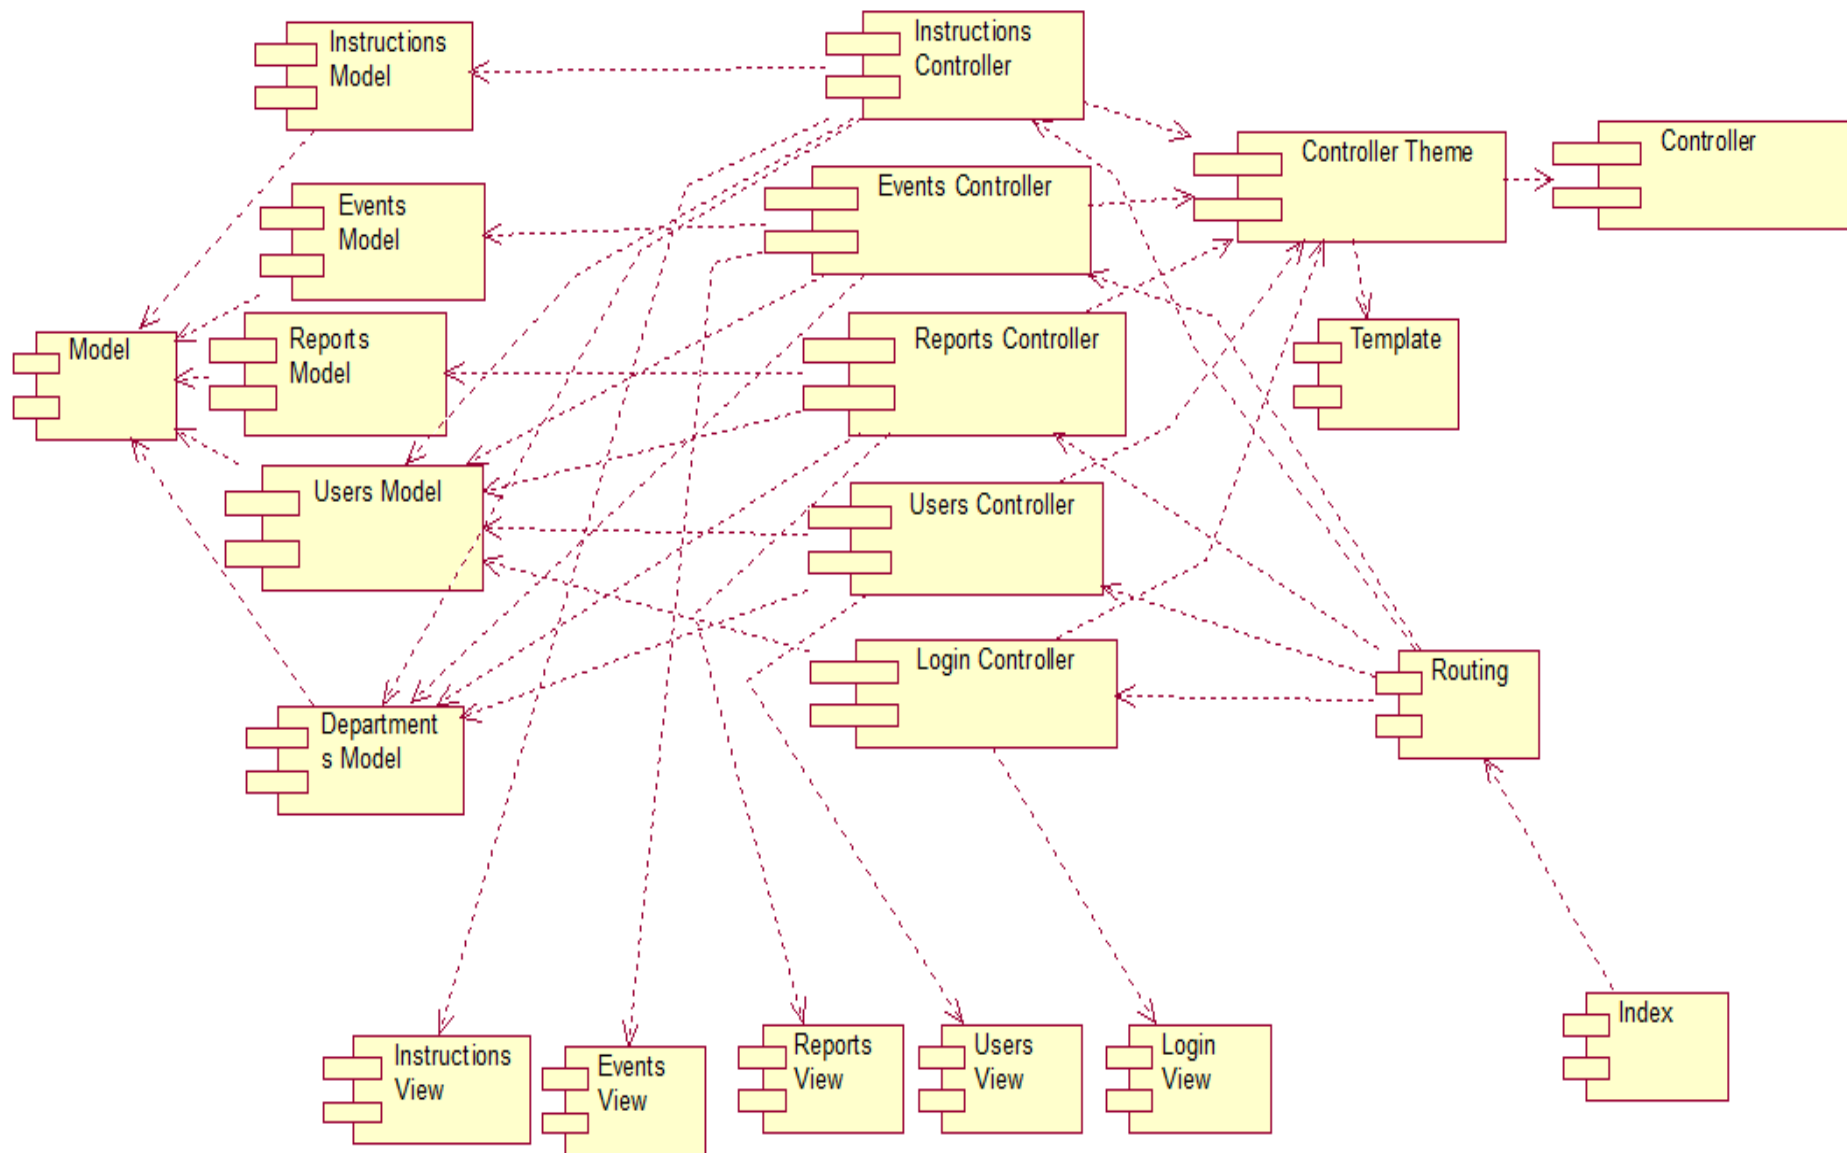 Instructions
Model
Instructions
Controller
Controller Theme
Controller
Events
Model
Events Controller
Model
Reports
Model
Reports Controller
Template
Users Model
Users Controller
Login Controller
Routing
Department
s Model
Instructions
View
Events
View
Reports
View
Users
View
Login
View
Index